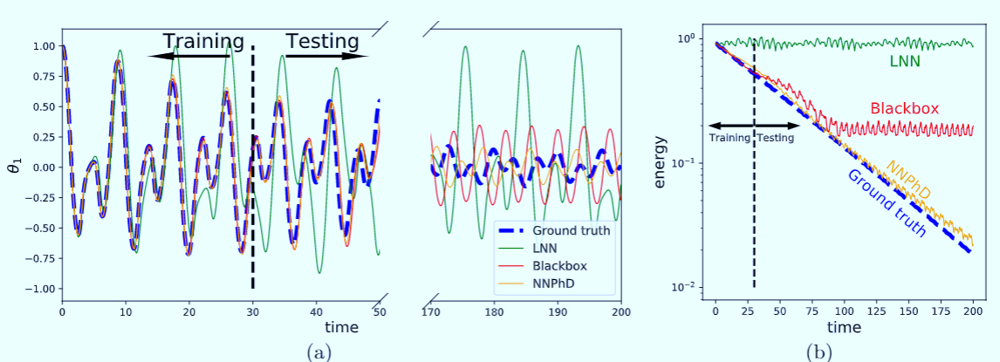 Training
Testing
1.00
0.75
0.50
0.25
0.00
−0.25
−0.50
−0.75
−1.00
θ₁
0
10
20
30
40
50
time
170
180
190
200
time
Ground truth
LNN
Blackbox
NNPhD
(a)
10⁰
10⁻¹
10⁻²
energy
LNN
Blackbox
Training
Testing
NNPhD
Ground truth
0
25
50
75
100
125
150
175
200
time
(b)